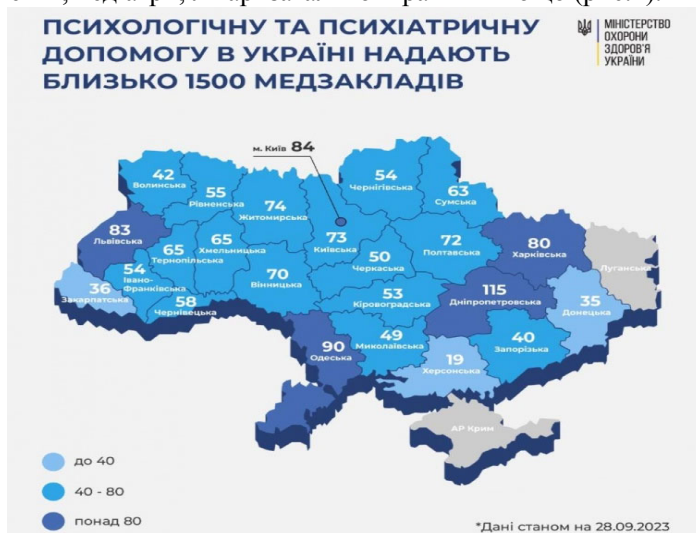 ПСИХОЛОГІЧНУ ТА ПСИХІАТРИЧНУ
ДОПОМОГУ В УКРАЇНІ НАДАЮТЬ
БЛИЗЬКО 1500 МЕДЗАКЛАДІВ
МІНІСТЕРСТВО
ОХОРОНИ
ЗДОРОВ'Я
УКРАЇНИ
м. Київ 84
42
Волинська
55
Рівненська
74
Житомирська
54
Чернігівська
63
Сумська
83
Львівська
65
Тернопільська
65
Хмельницька
73
Київська
50
Черкаська
72
Полтавська
80
Харківська
Луганська
36
Закарпатська
54
Івано-
Франківська
58
Чернівецька
70
Вінницька
53
Кіровоградська
115
Дніпропетровська
35
Донецька
90
Одеська
49
Миколаївська
19
Херсонська
40
Запорізька
АР Крим
до 40
40 - 80
понад 80
*Дані станом на 28.09.2023